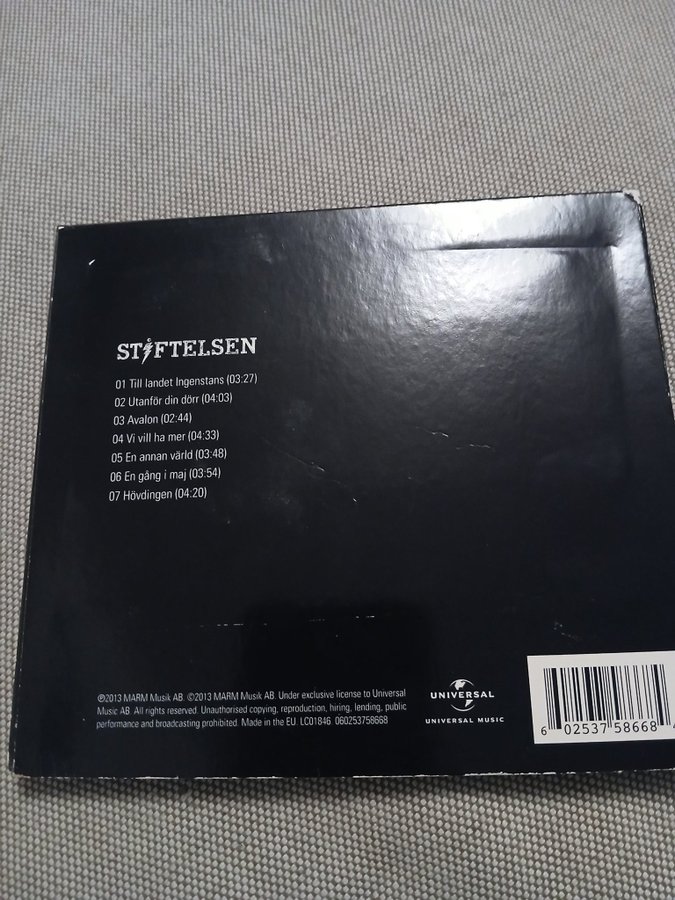 STIFTELSEN
01 Till landet Ingenstans (03:27)
02 Utanför din dörr (04:03)
03 Avalon (02:44)
04 Vi vill ha mer (04:33)
05 En annan värld (03:48)
06 En gång i maj (03:54)
07 Hövdingen (04:20)
℗2013 MARM Musik AB. ©2013 MARM Musik AB. Under exclusive license to Universal
Music AB. All rights reserved. Unauthorised copying, reproduction, hiring, lending, public
performance and broadcasting prohibited. Made in the EU. LC01846 060253758668
UNIVERSAL
UNIVERSAL MUSIC
6 02537 58668